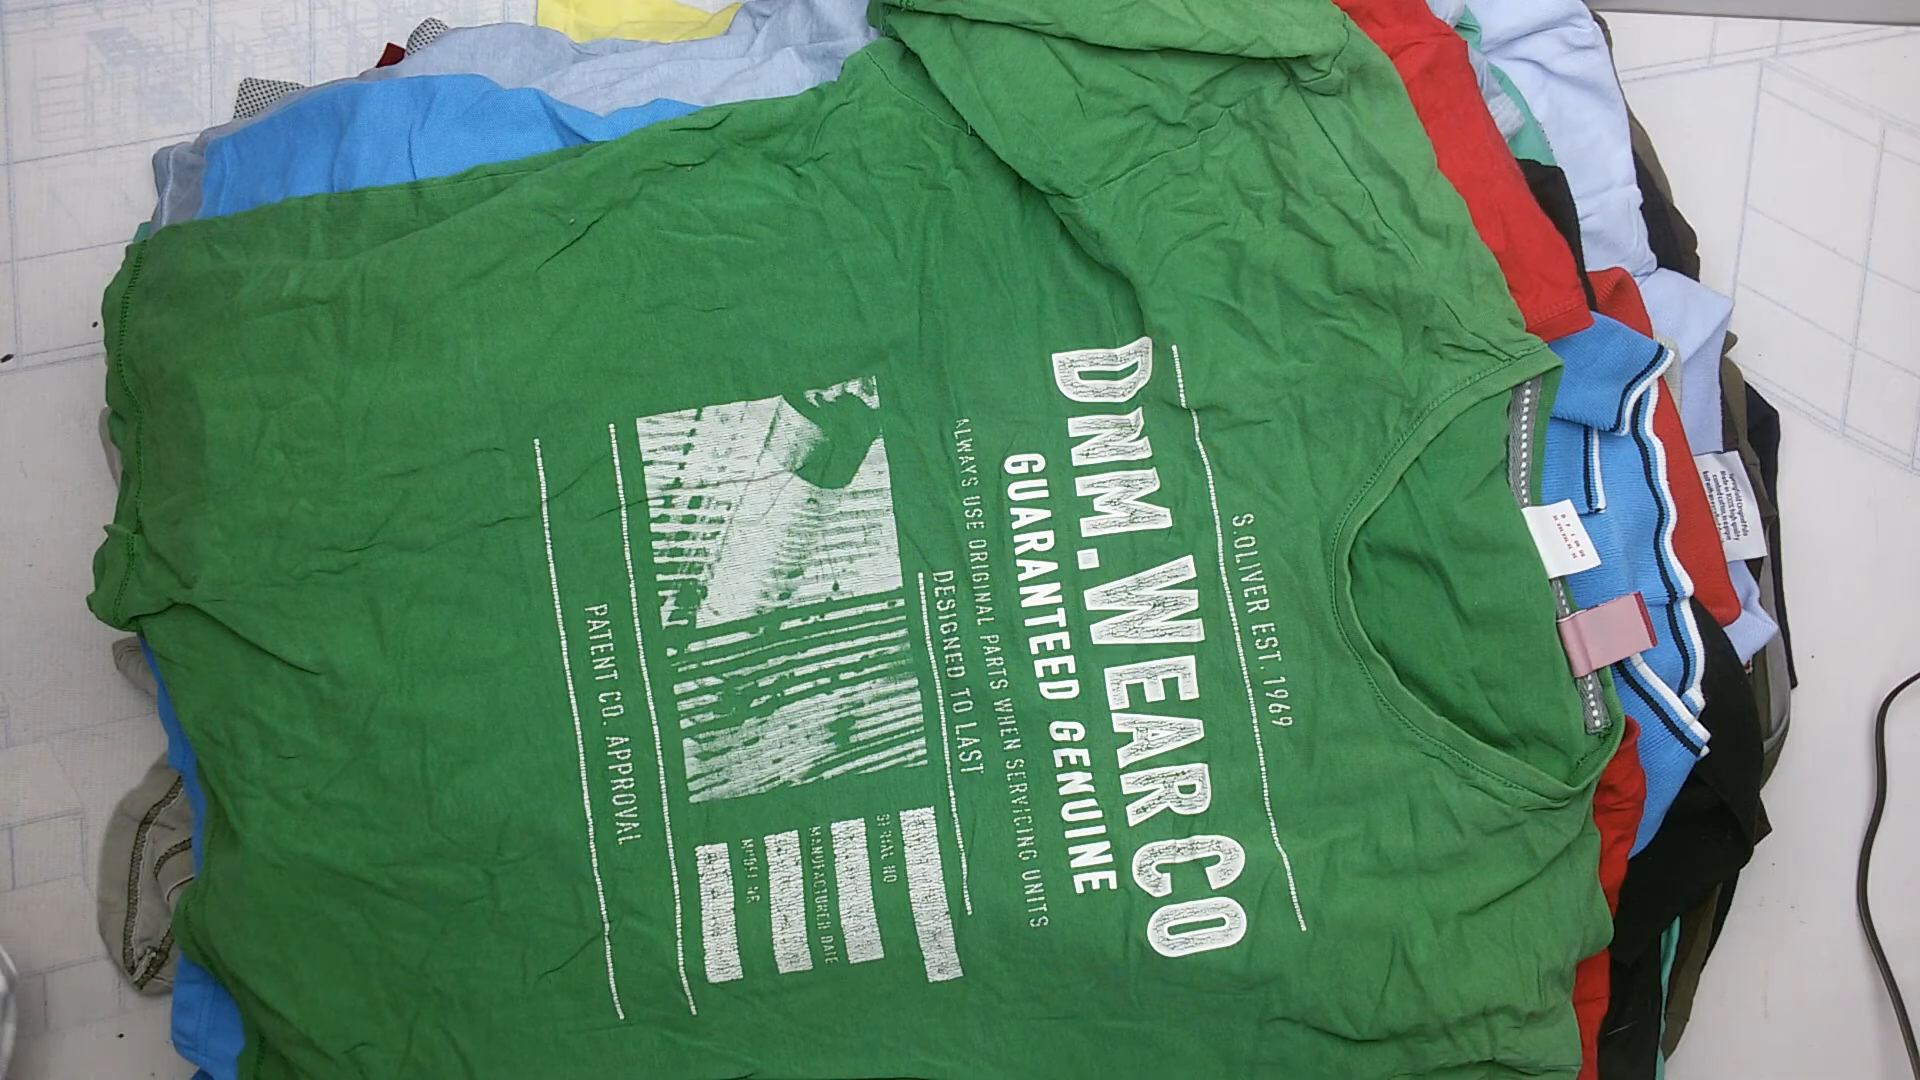 S.OLIVER EST. 1969
DNM.WEAR CO
GUARANTEED GENUINE
ALWAYS USE ORIGINAL PARTS WHEN SERVICING UNITS
DESIGNED TO LAST
SERIAL NO
MANUFACTURER DATE
PATENT CO. APPROVAL